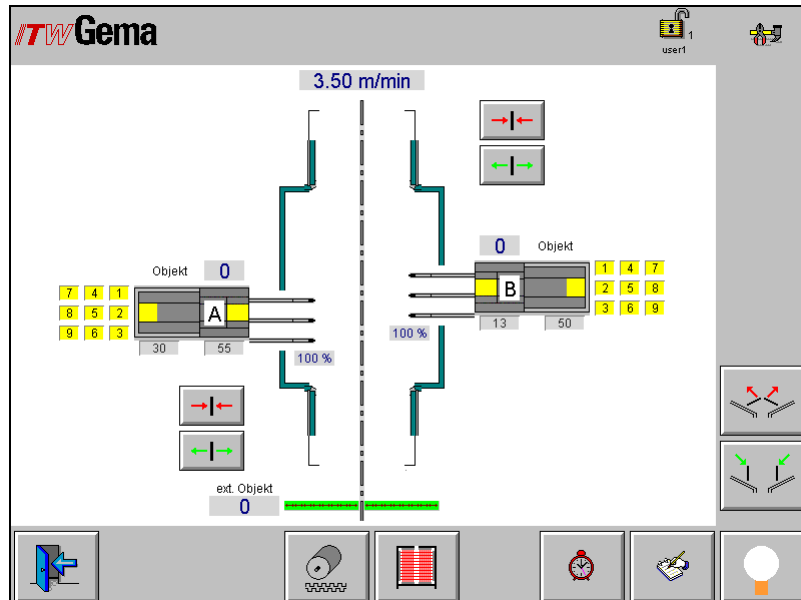 ITW Gema
1
user1
3.50 m/min
0 Objekt
Objekt 0
1 4 7
2 5 8
3 6 9
7 4 1
8 5 2
9 6 3
A
B
13 50
30 55
100 %
100 %
ext. Objekt
0